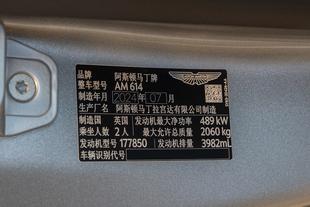 品牌 阿斯顿马丁牌
整车型号 AM 614
制造年月 2024年07月
生产厂名 阿斯顿马丁拉宫达有限公司制造
制造国 英国 发动机最大净功率 489 kW
乘坐人数 2人 最大允许总质量 2060kg
发动机型号 177850 发动机排量 3982mL
车辆识别代号